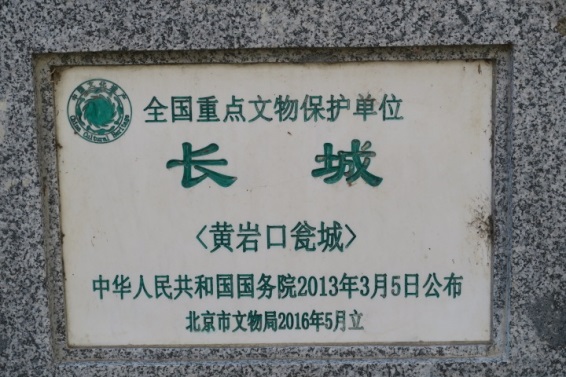 全国重点文物保护单位
长城
〈黄岩口瓮城〉
中华人民共和国国务院2013年3月5日公布
北京市文物局2016年5月立